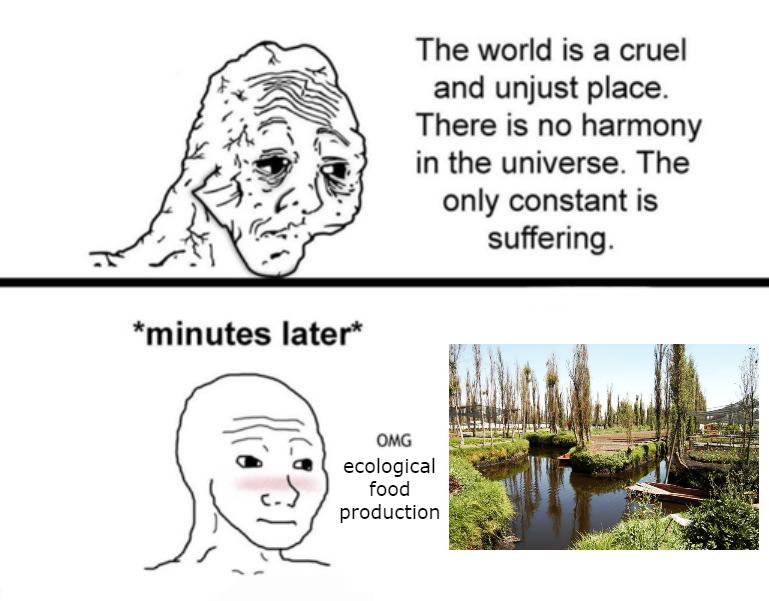 The world is a cruel
and unjust place.
There is no harmony
in the universe. The
only constant is
suffering.
*minutes later*
OMG
ecological
food
production